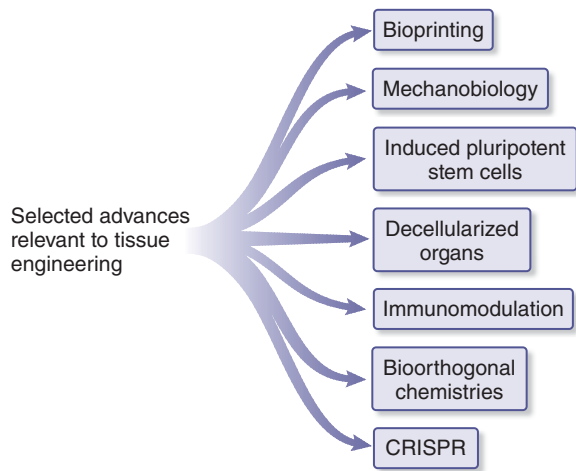 Bioprinting
Mechanobiology
Induced pluripotent
stem cells
Selected advances
relevant to tissue
engineering
Decellularized
organs
Immunomodulation
Bioorthogonal
chemistries
CRISPR